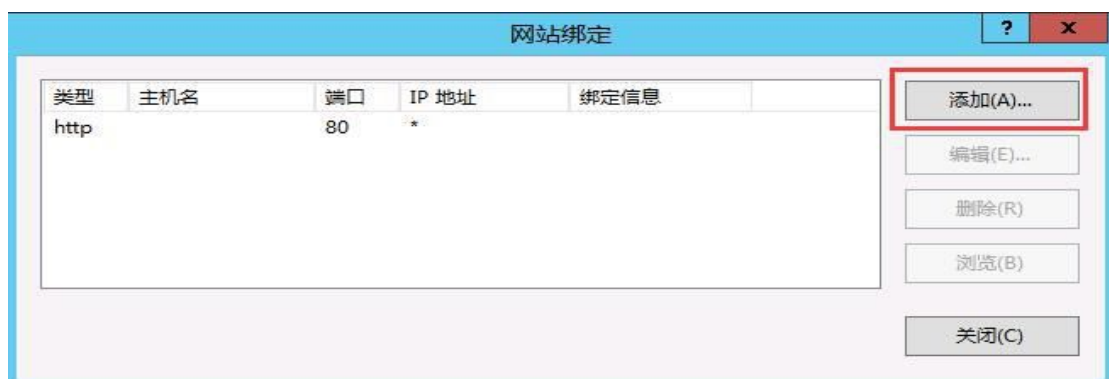 网站绑定
? x
类型 主机名 端口 IP 地址 绑定信息
http 80 *
添加(A)...
编辑(E)...
删除(R)
浏览(B)
关闭(C)